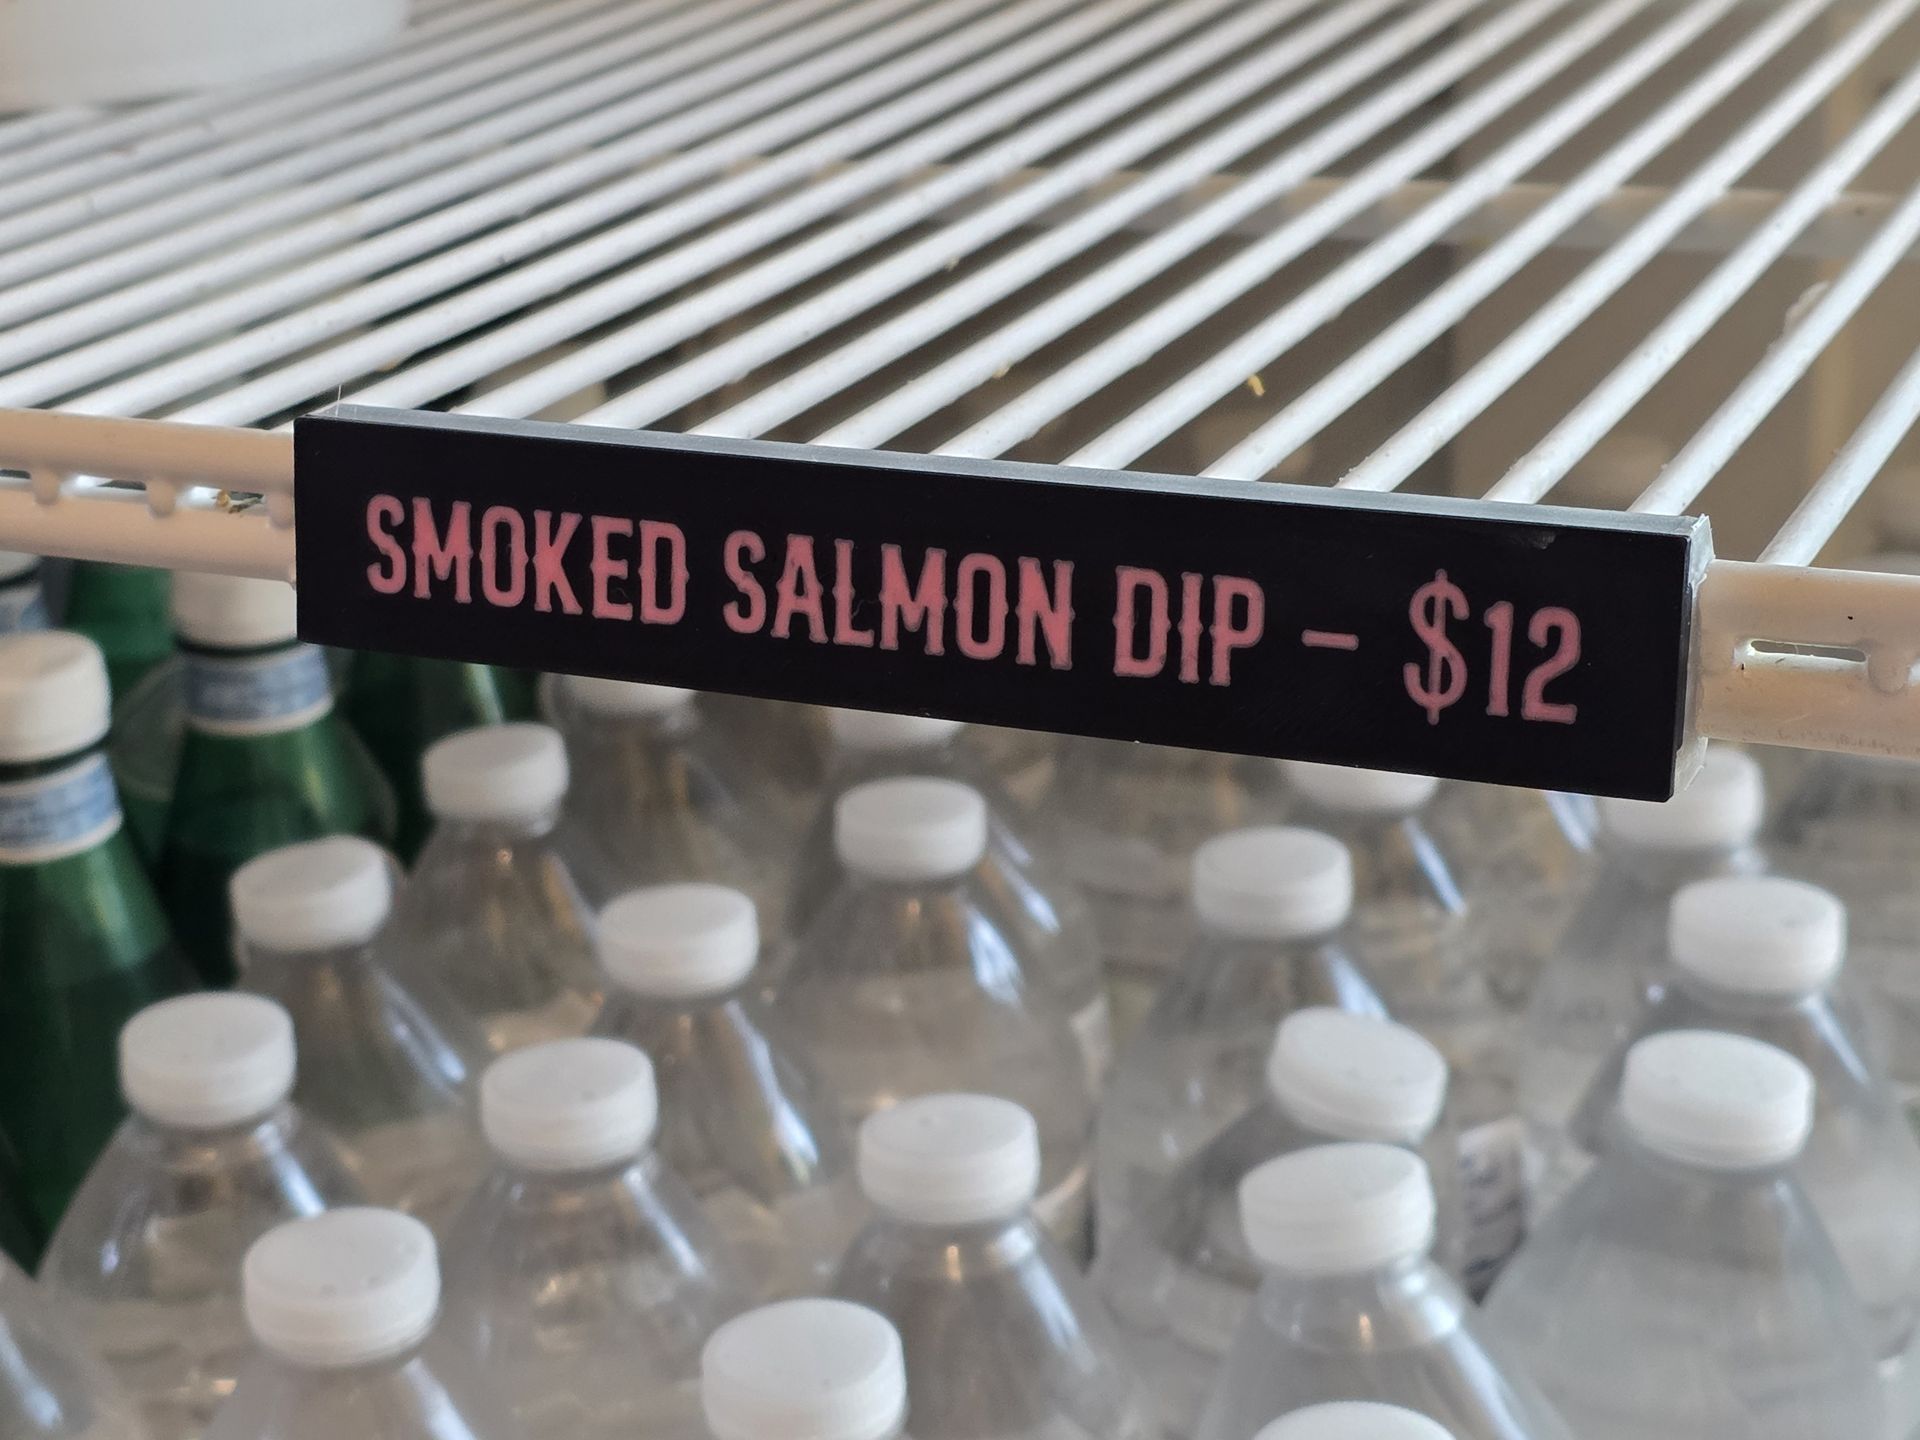 SMOKED SALMON DIP – $12